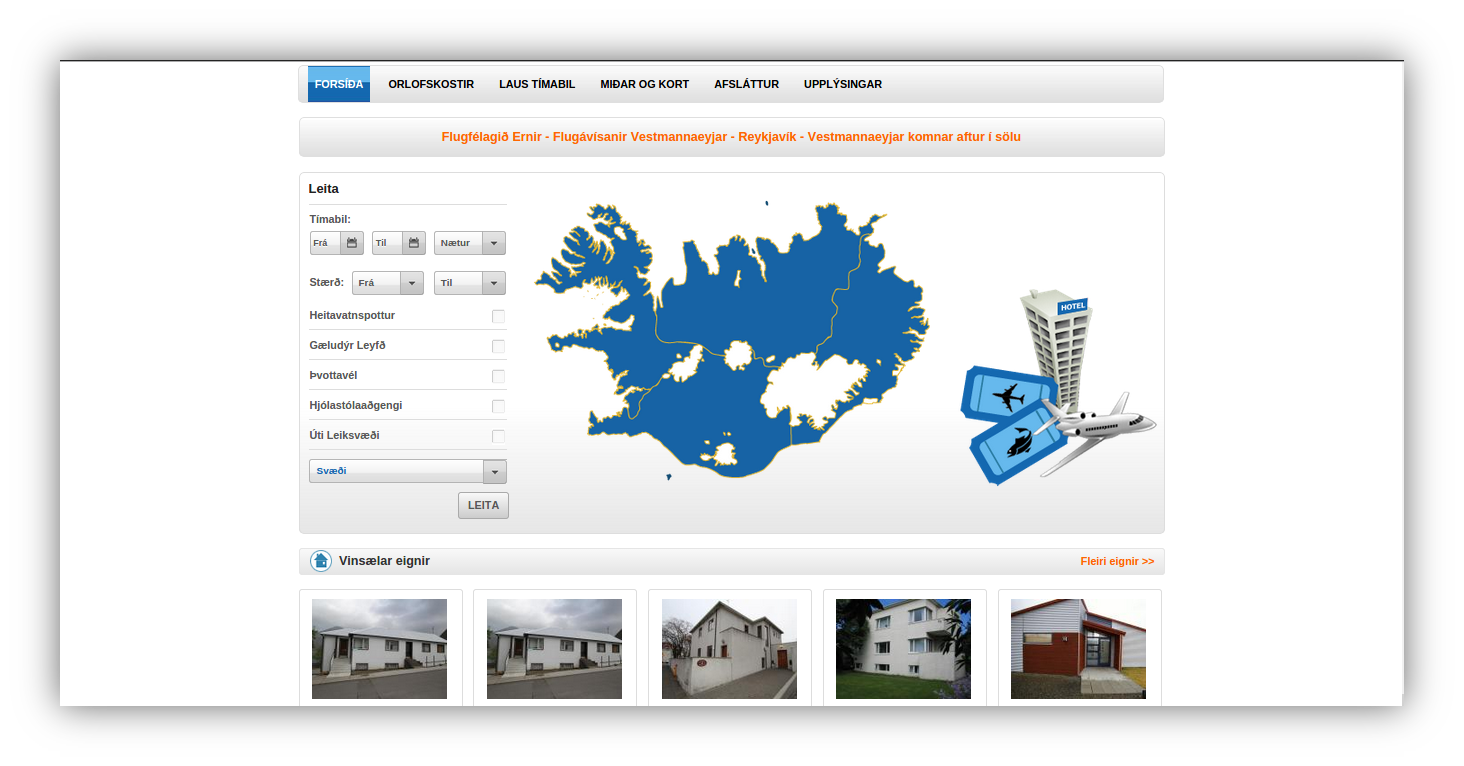 FORSÍÐA ORLOFSKOSTIR LAUS TÍMABIL MIÐAR OG KORT AFSLÁTTUR UPPLÝSINGAR
Flugfélagið Ernir - Flugávísanir Vestmannaeyjar - Reykjavík - Vestmannaeyjar komnar aftur í sölu
Leita
Tímabil:
Frá Til Nætur
Stærð: Frá Til
Heitavatnspottur
Gæludýr Leyfð
Þvottavél
Hjólastólaaðgengi
Úti Leiksvæði
Svæði
LEITA
HOTEL
Vinsælar eignir
Fleiri eignir >>